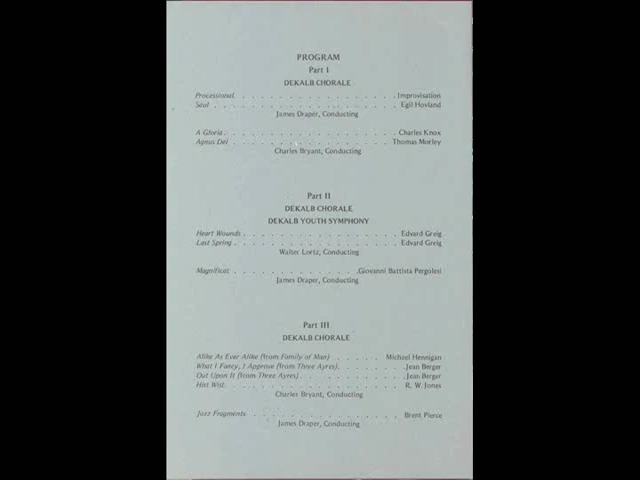 PROGRAM
Part I
DEKALB CHORALE
Processional . . . . . . . . . . . . . . . . . . Improvisation
Saul . . . . . . . . . . . . . . . . . . . Egil Hovland
James Draper, Conducting
A Gloria . . . . . . . . . . . . . . . . . . Charles Knox
Agnus Dei . . . . . . . . . . . . . . . . . Thomas Morley
Charles Bryant, Conducting
Part II
DEKALB CHORALE
DEKALB YOUTH SYMPHONY
Heart Wounds . . . . . . . . . . . . . . . . Edvard Greig
Last Spring . . . . . . . . . . . . . . . . . Edvard Greig
Walter Lortz, Conducting
Magnificat . . . . . . . . . . . . . Giovanni Battista Pergolesi
James Draper, Conducting
Part III
DEKALB CHORALE
Alike As Ever Alike (from Family of Man) . . . . . Michael Hennigan
What I Fancy, I Approve (from Three Ayres) . . . . . . Jean Berger
Out Upon It (from Three Ayres) . . . . . . . . . Jean Berger
Hist Wist . . . . . . . . . . . . . . . . . R. W. Jones
Charles Bryant, Conducting
Jazz Fragments . . . . . . . . . . . . . . . Brent Pierce
James Draper, Conducting